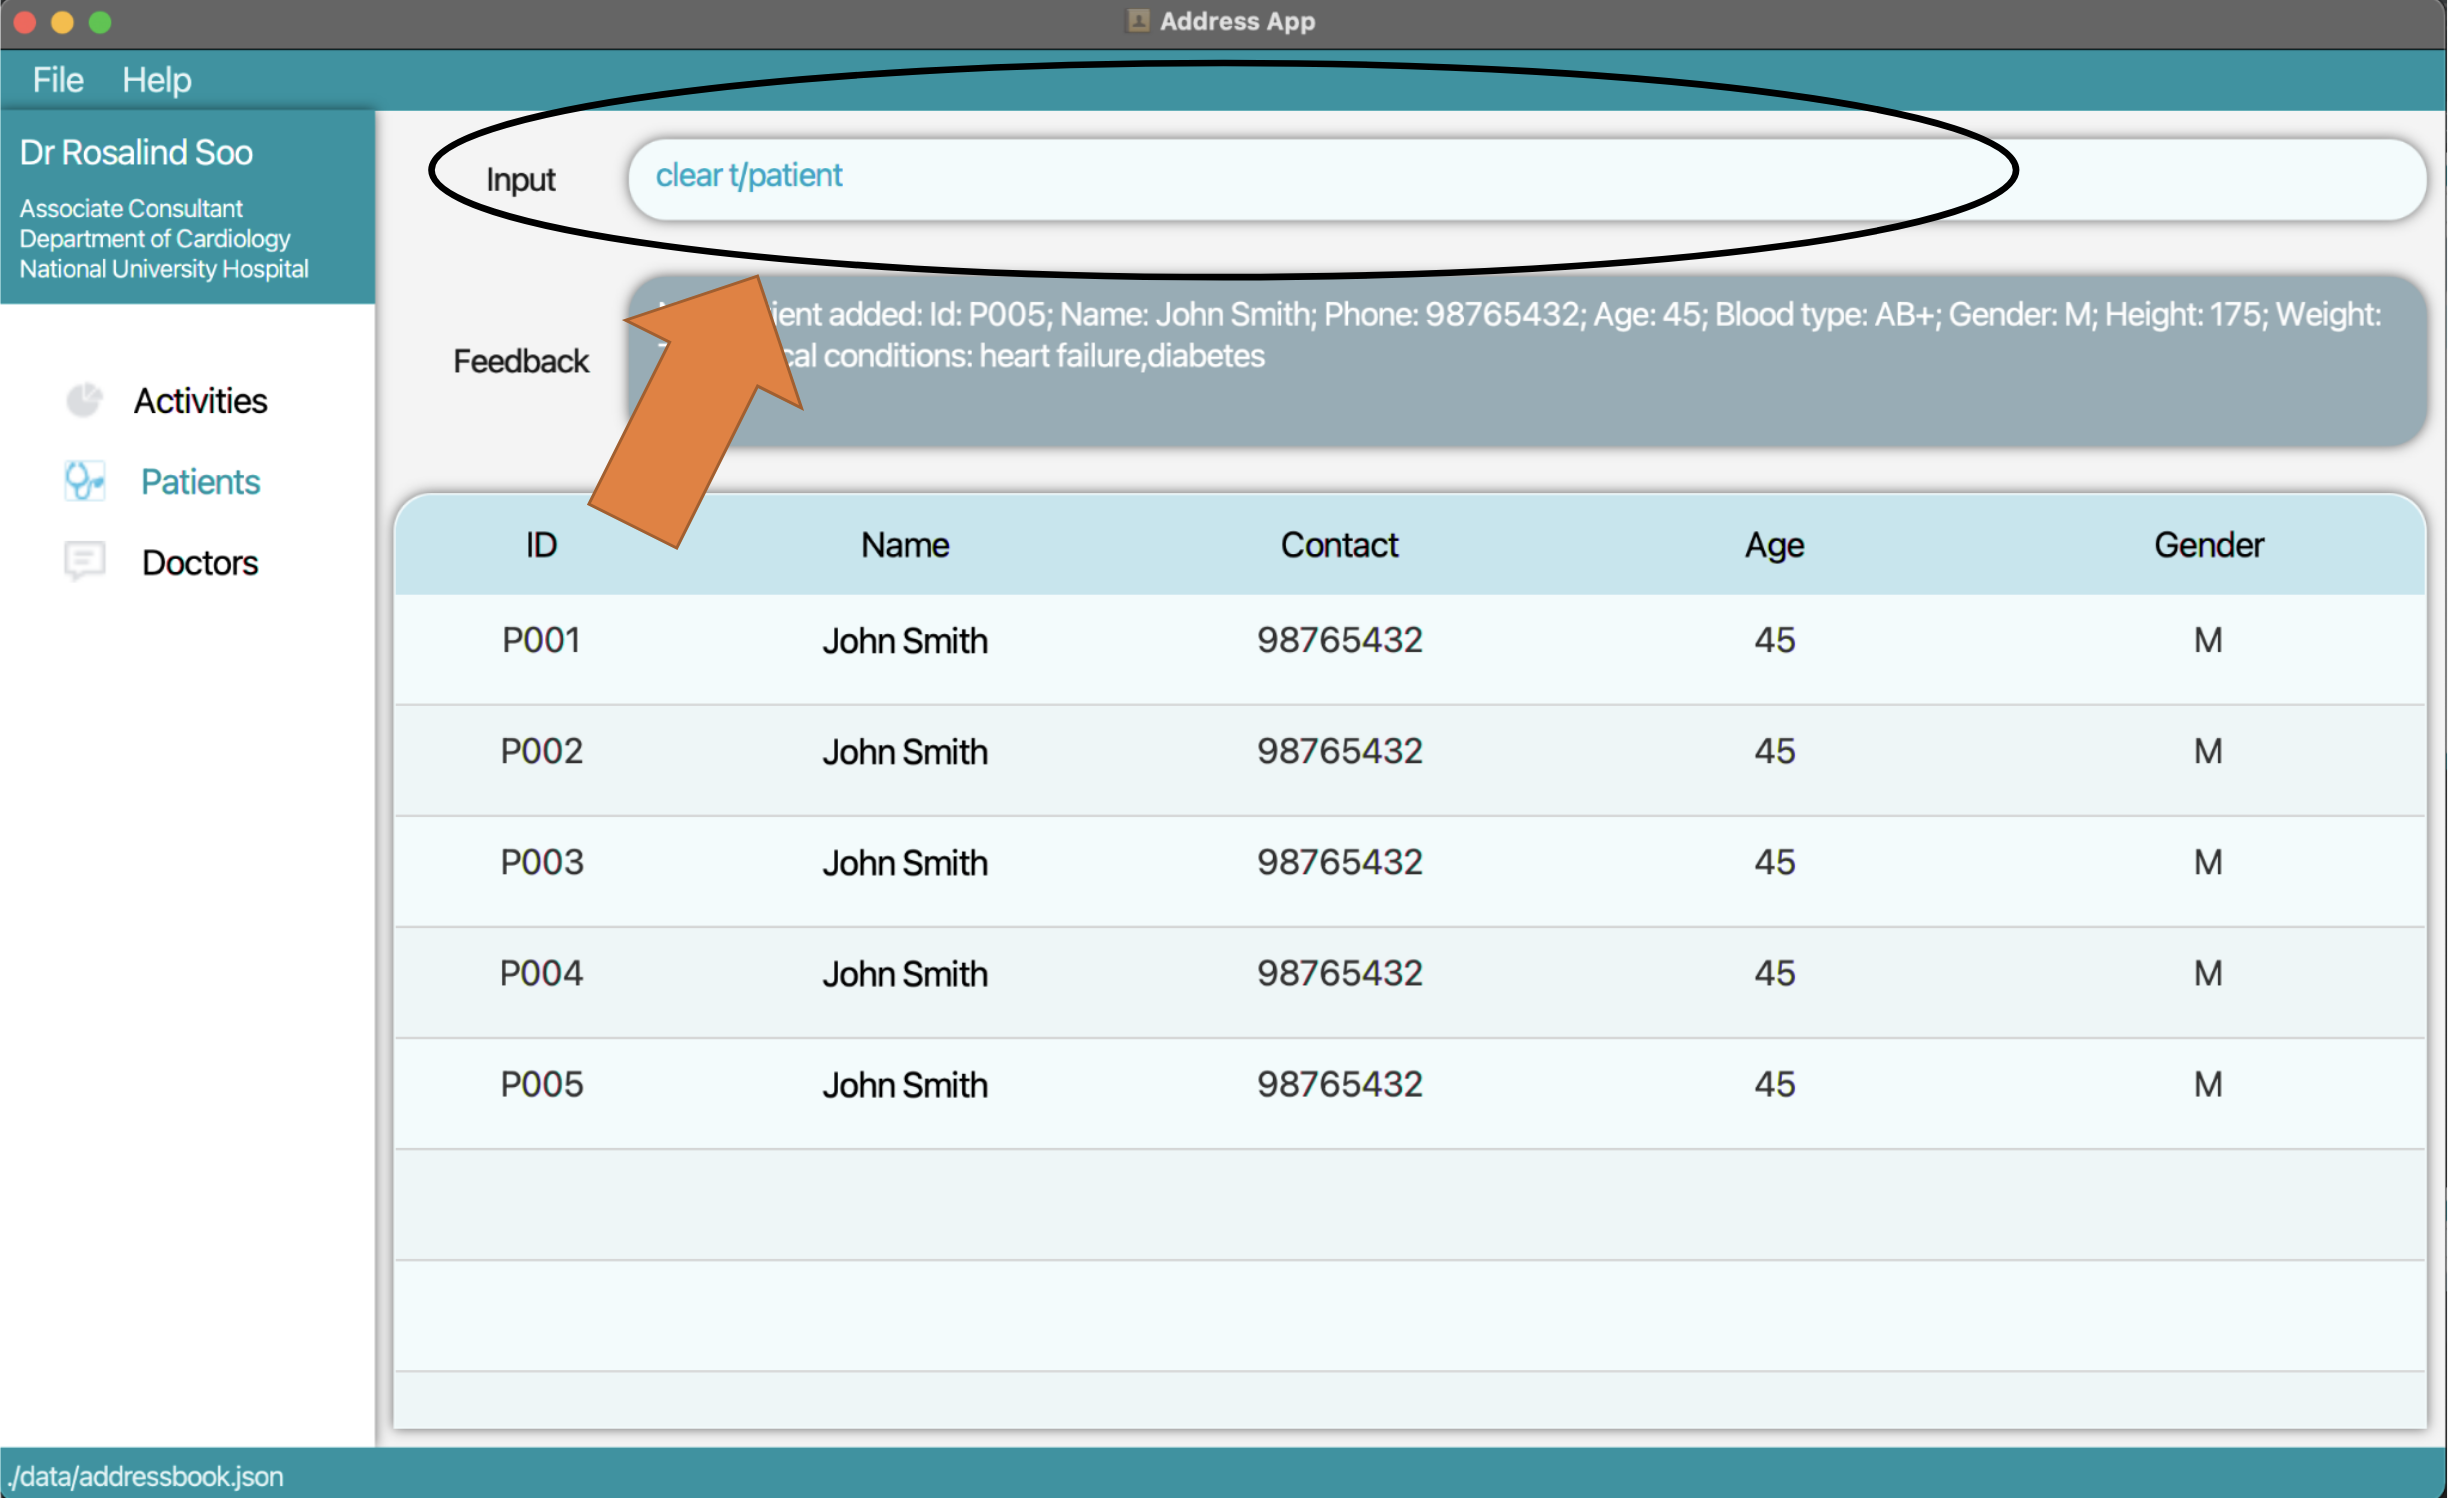 Address App
File Help
Dr Rosalind Soo
Associate Consultant
Department of Cardiology
National University Hospital
Activities
Patients
Doctors
Input
clear t/patient
Feedback
added: Id: P005; Name: John Smith; Phone: 98765432; Age: 45; Blood type: AB+; Gender: M; Height: 175; Weight:
conditions: heart failure,diabetes
ID Name Contact Age Gender
P001 John Smith 98765432 45 M
P002 John Smith 98765432 45 M
P003 John Smith 98765432 45 M
P004 John Smith 98765432 45 M
P005 John Smith 98765432 45 M
./data/addressbook.json